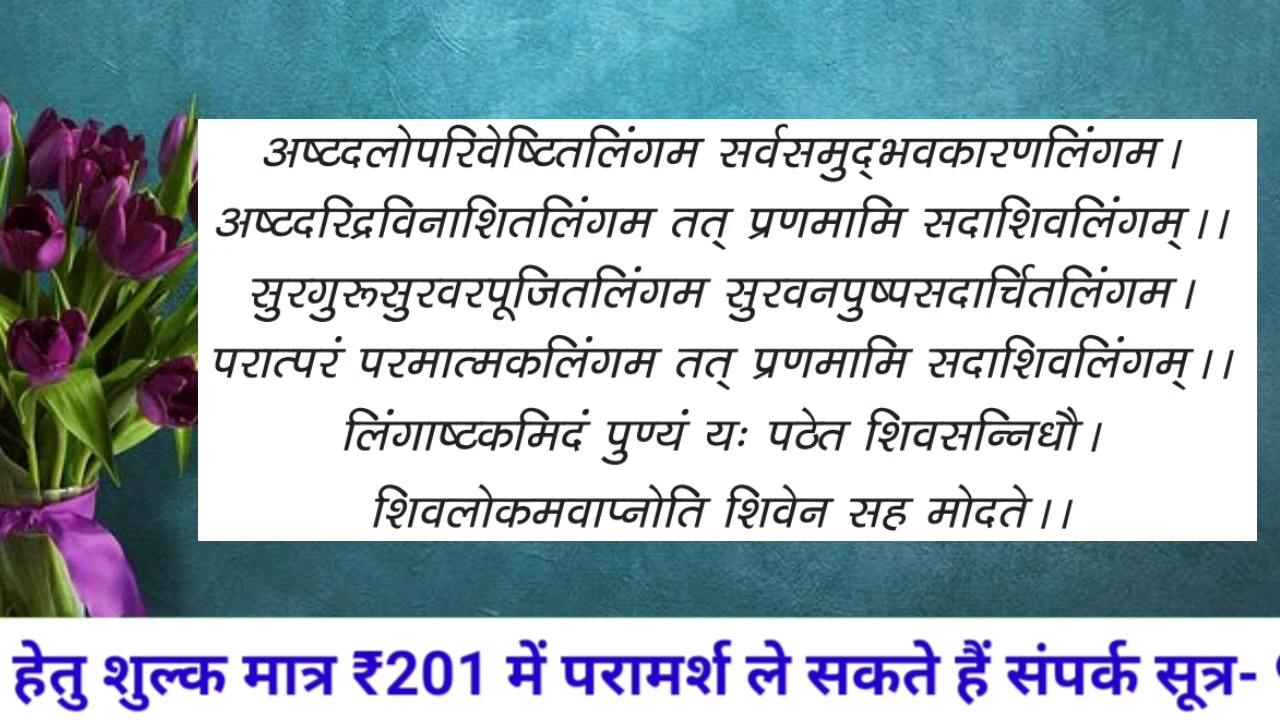 अष्टदलोपरिवेष्टितलिंगम सर्वसमुद्भवकारणलिंगम।
अष्टदरिद्रविनाशितलिंगम तत् प्रणमामि सदाशिवलिंगम्।।
सुरगुरुसुरवरपूजितलिंगम सुरवनपुष्पसदार्चितलिंगम।
परात्परं परमात्मकलिंगम तत् प्रणमामि सदाशिवलिंगम्।।
लिंगाष्टकमिदं पुण्यं यः पठेत शिवसन्निधौ।
शिवलोकमवाप्नोति शिवेन सह मोदते।।
हेतु शुल्क मात्र ₹201 में परामर्श ले सकते हैं संपर्क सूत्र-